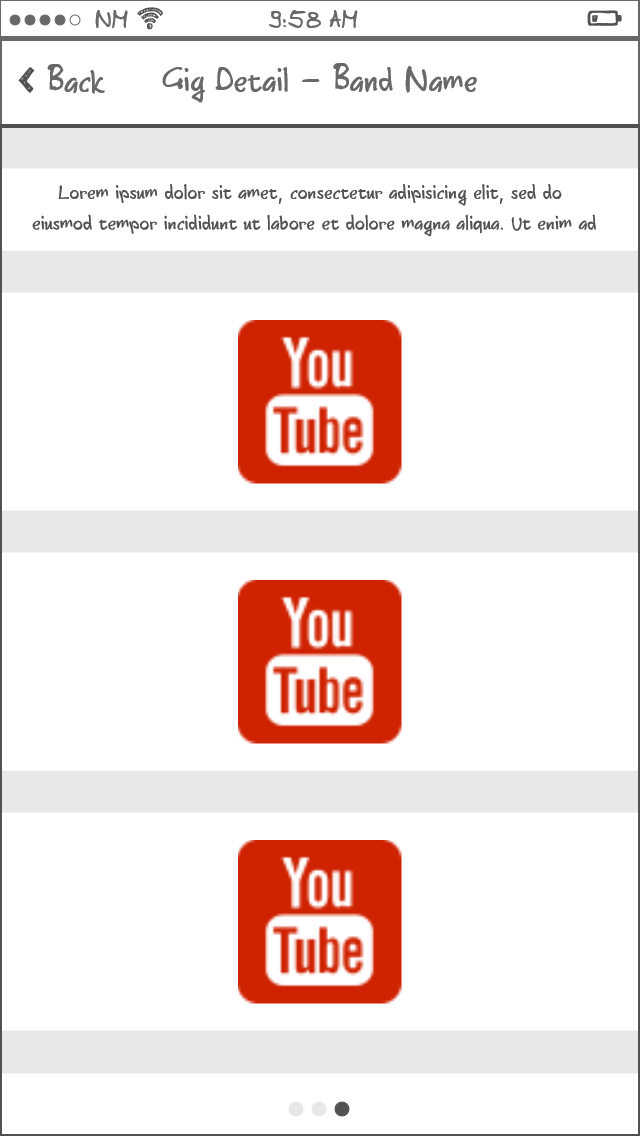 NM 9:58 AM
Back Gig Detail - Band Name
Lorem ipsum dolor sit amet, consectetur adipisicing elit, sed do
eiusmod tempor incididunt ut labore et dolore magna aliqua. Ut enim ad
You
Tube
You
Tube
You
Tube